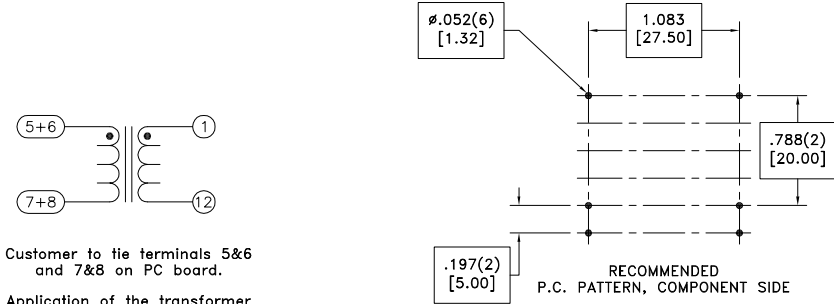 ø.052(6)
[1.32]
1.083
[27.50]
5+6
1
.788(2)
[20.00]
7+8
12
Customer to tie terminals 5&6
and 7&8 on PC board.
.197(2)
[5.00]
RECOMMENDED
P.C. PATTERN, COMPONENT SIDE
Application of the transformer